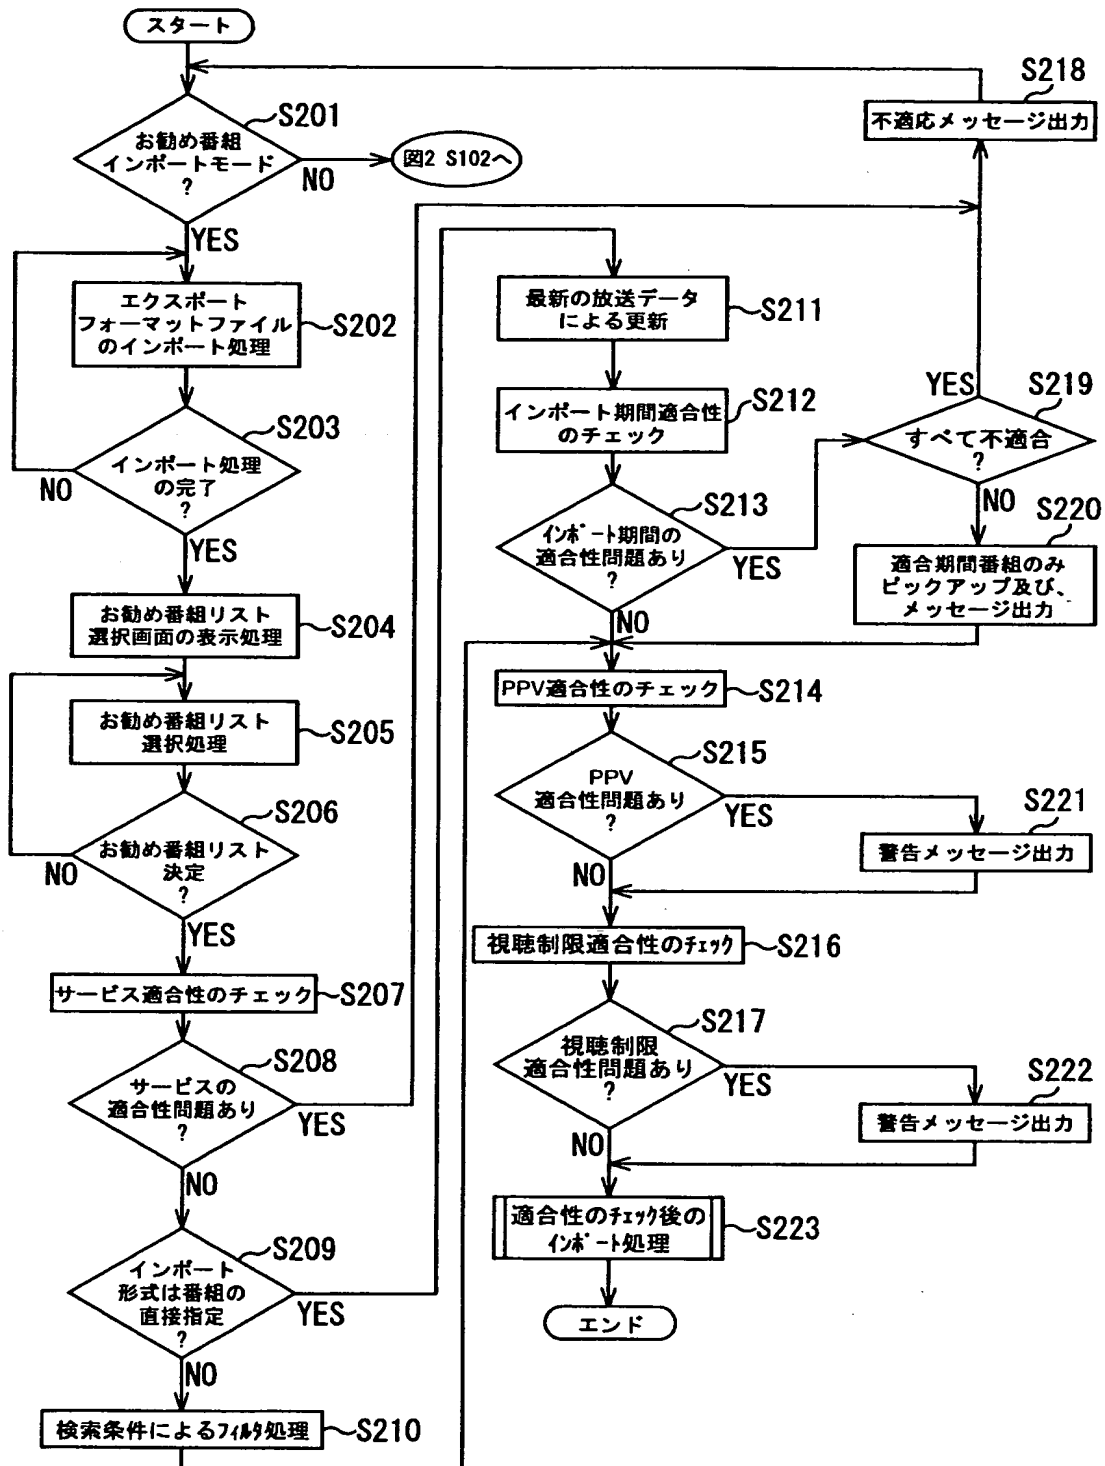 スタート
お勧め番組
インポートモード
?
S201
NO
図2 S102へ
YES
エクスポート
フォーマットファイル
のインポート処理
S202
インポート処理
の完了
?
S203
NO
YES
お勧め番組リスト
選択画面の表示処理
S204
お勧め番組リスト
選択処理
S205
お勧め番組リスト
決定
?
S206
NO
YES
サービス適合性のチェック
S207
サービスの
適合性問題あり
?
S208
YES
NO
インポート
形式は番組の
直接指定
?
S209
YES
NO
検索条件によるフィルタ処理
S210
最新の放送データ
による更新
S211
インポート期間適合性
のチェック
S212
インポート期間の
適合性問題あり
?
S213
YES
NO
PPV適合性のチェック
S214
PPV
適合性問題あり
?
S215
YES
NO
視聴制限適合性のチェック
S216
視聴制限
適合性問題あり
?
S217
YES
NO
適合性のチェック後の
インポート処理
S223
エンド
S218
不適応メッセージ出力
YES
S219
すべて不適合
?
NO
S220
適合期間番組のみ
ピックアップ及び、
メッセージ出力
S221
警告メッセージ出力
S222
警告メッセージ出力